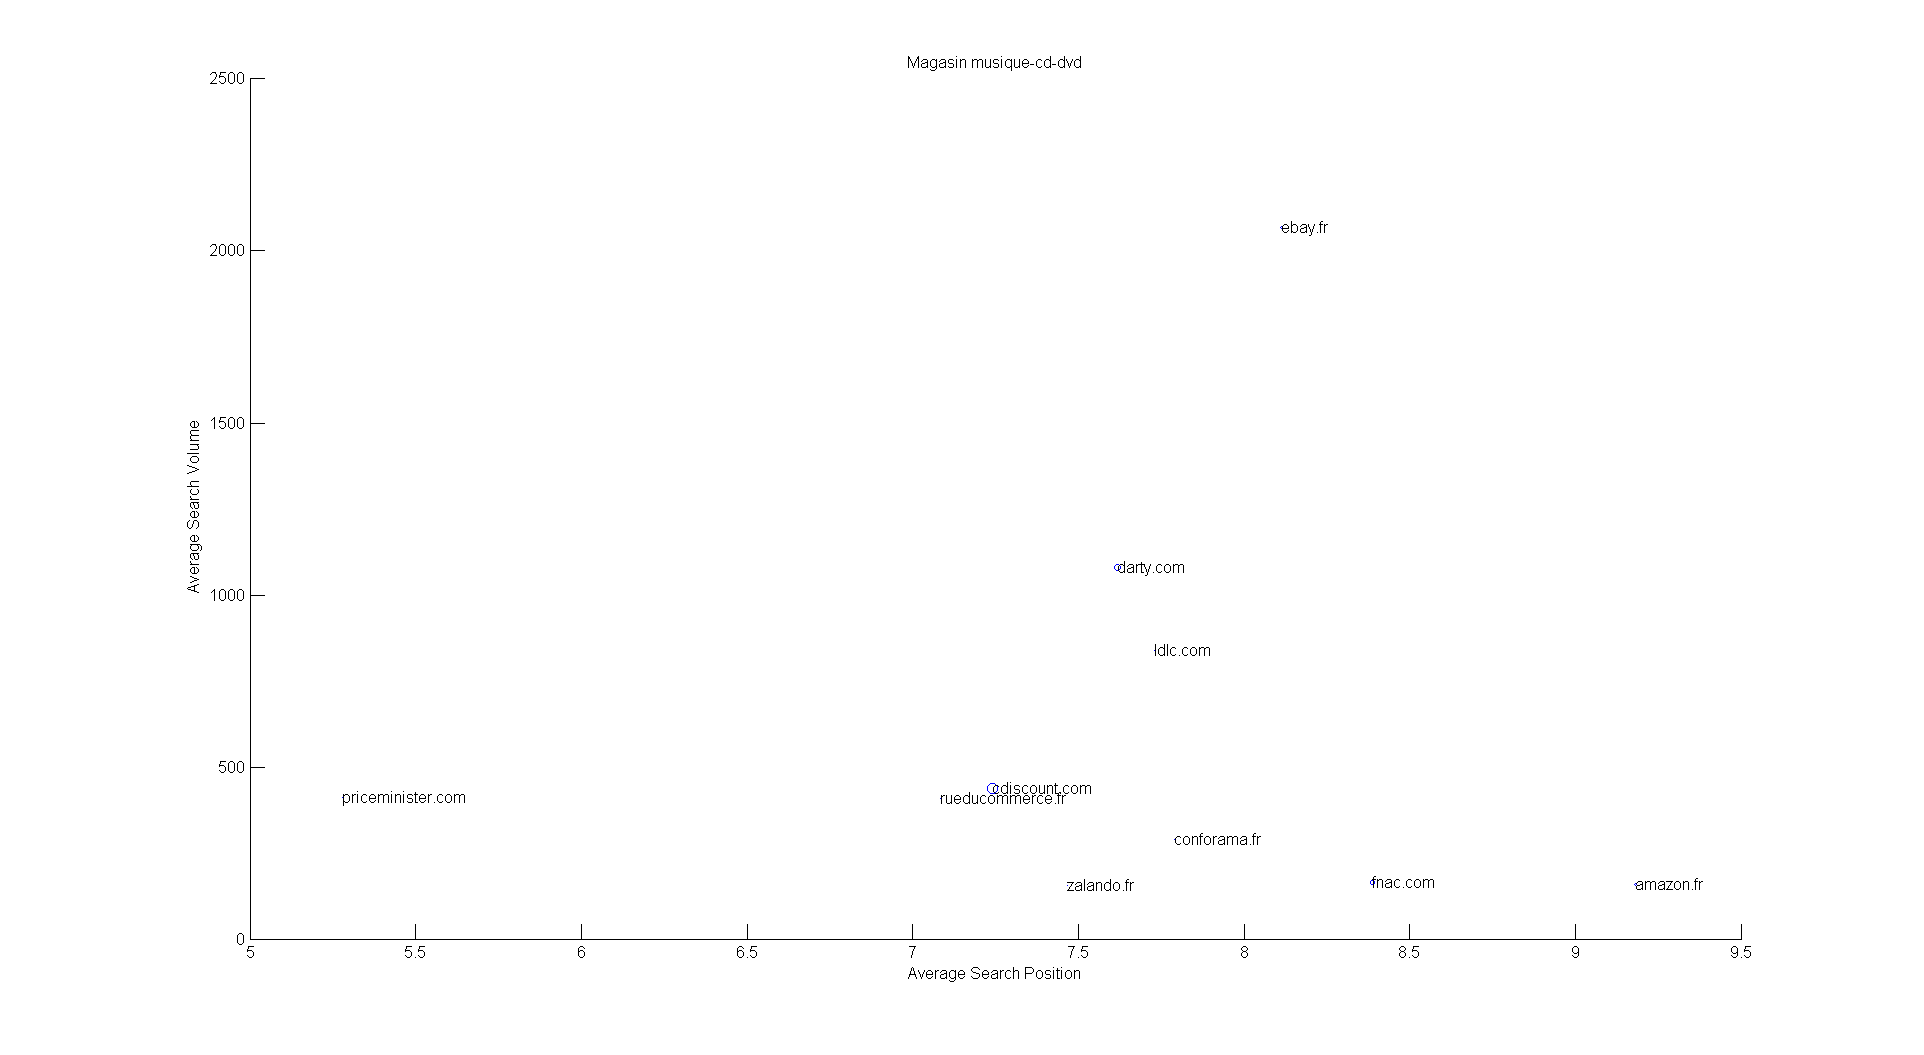 Magasin musique-cd-dvd
2500
2000
1500
1000
500
0
Average Search Volume
ebay.fr
darty.com
ldlc.com
cdiscount.com
priceminister.com
rueducommerce.fr
conforama.fr
fnac.com
amazon.fr
zalando.fr
5 5.5 6 6.5 7 7.5 8 8.5 9 9.5
Average Search Position